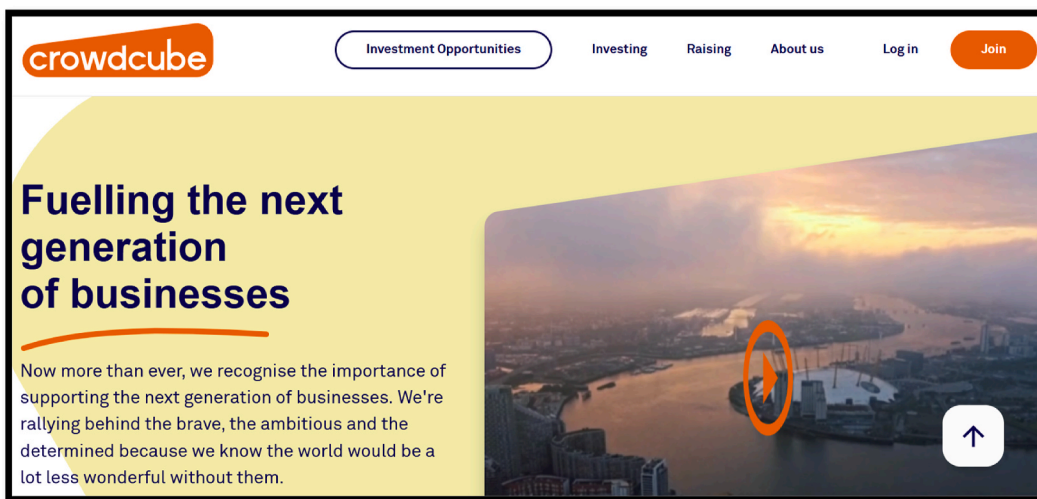 crowdcube
Investment Opportunities
Investing
Raising
About us
Log in
Join
Fuelling the next
generation
of businesses
Now more than ever, we recognise the importance of
supporting the next generation of businesses. We're
rallying behind the brave, the ambitious and the
determined because we know the world would be a
lot less wonderful without them.